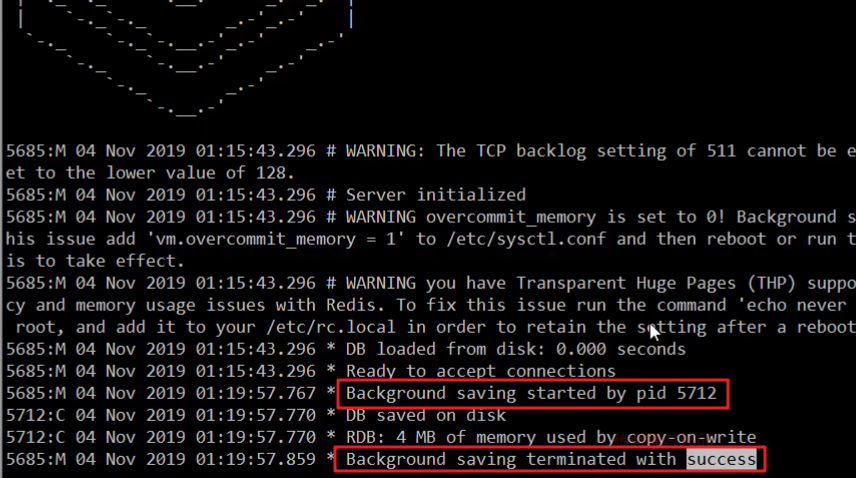 5685:M 04 Nov 2019 01:15:43.296 # WARNING: The TCP backlog setting of 511 cannot be e
et to the lower value of 128.
5685:M 04 Nov 2019 01:15:43.296 # Server initialized
5685:M 04 Nov 2019 01:15:43.296 # WARNING overcommit_memory is set to 0! Background s
his issue add 'vm.overcommit_memory = 1' to /etc/sysctl.conf and then reboot or run t
is to take effect.
5685:M 04 Nov 2019 01:15:43.296 # WARNING you have Transparent Huge Pages (THP) suppo
cy and memory usage issues with Redis. To fix this issue run the command 'echo never
root, and add it to your /etc/rc.local in order to retain the setting after a reboot
5685:M 04 Nov 2019 01:15:43.296 * DB loaded from disk: 0.000 seconds
5685:M 04 Nov 2019 01:15:43.296 * Ready to accept connections
5685:M 04 Nov 2019 01:19:57.767 * Background saving started by pid 5712
5712:C 04 Nov 2019 01:19:57.770 * DB saved on disk
5712:C 04 Nov 2019 01:19:57.770 * RDB: 4 MB of memory used by copy-on-write
5685:M 04 Nov 2019 01:19:57.859 * Background saving terminated with success